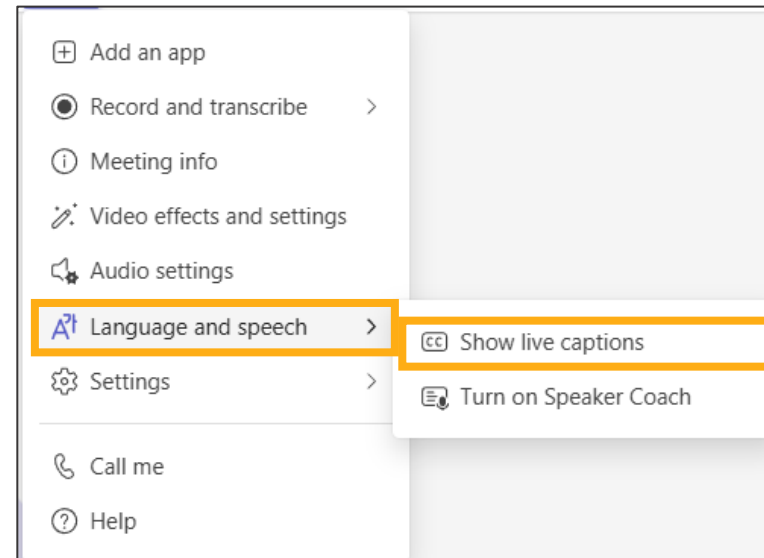 Add an app
Record and transcribe
Meeting info
Video effects and settings
Audio settings
Language and speech
Show live captions
Turn on Speaker Coach
Settings
Call me
Help